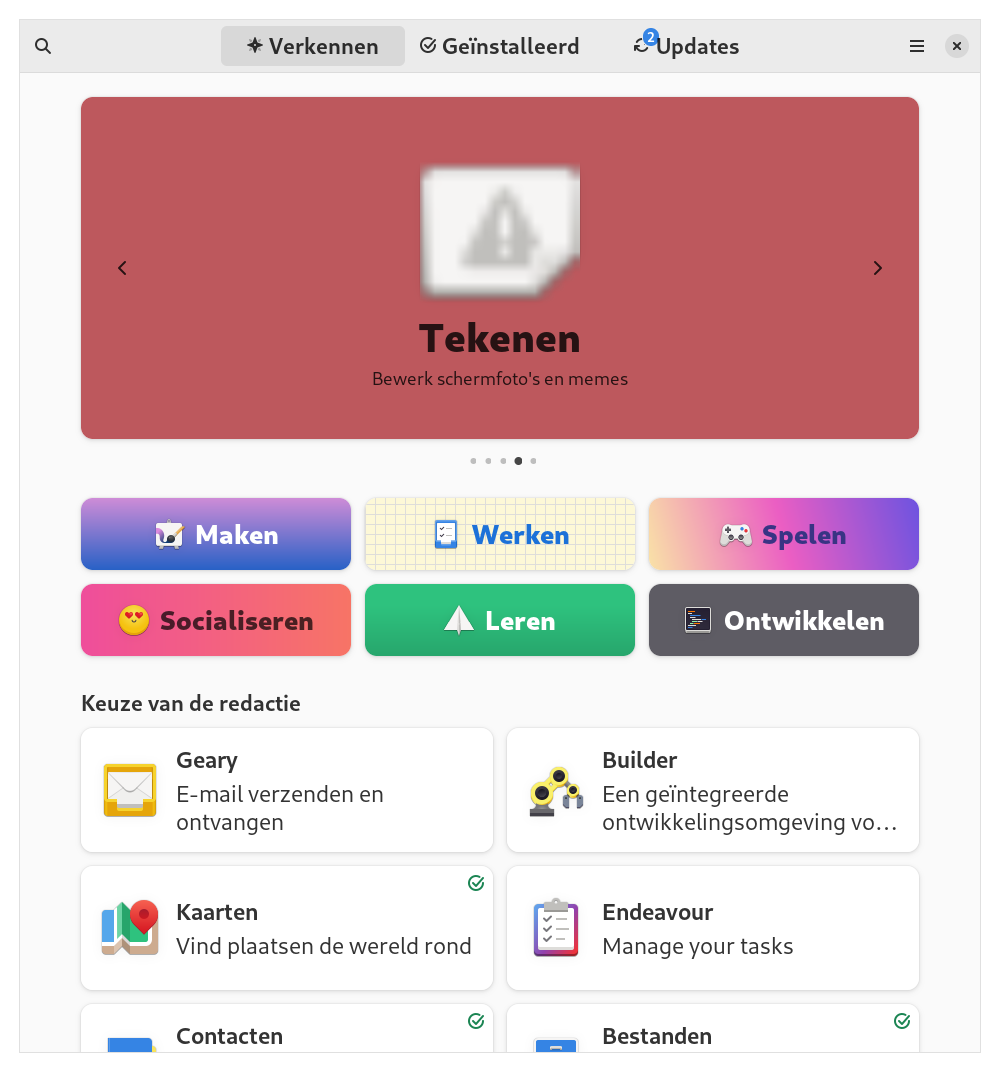 Verkennen
Geïnstalleerd
2
Updates
Tekenen
Bewerk schermfoto's en memes
Maken
Werken
Spelen
Socialiseren
Leren
Ontwikkelen
Keuze van de redactie
Geary
E-mail verzenden en
ontvangen
Builder
Een geïntegreerde
ontwikkelingsomgeving vo…
Kaarten
Vind plaatsen de wereld rond
Endeavour
Manage your tasks
Contacten
Bestanden